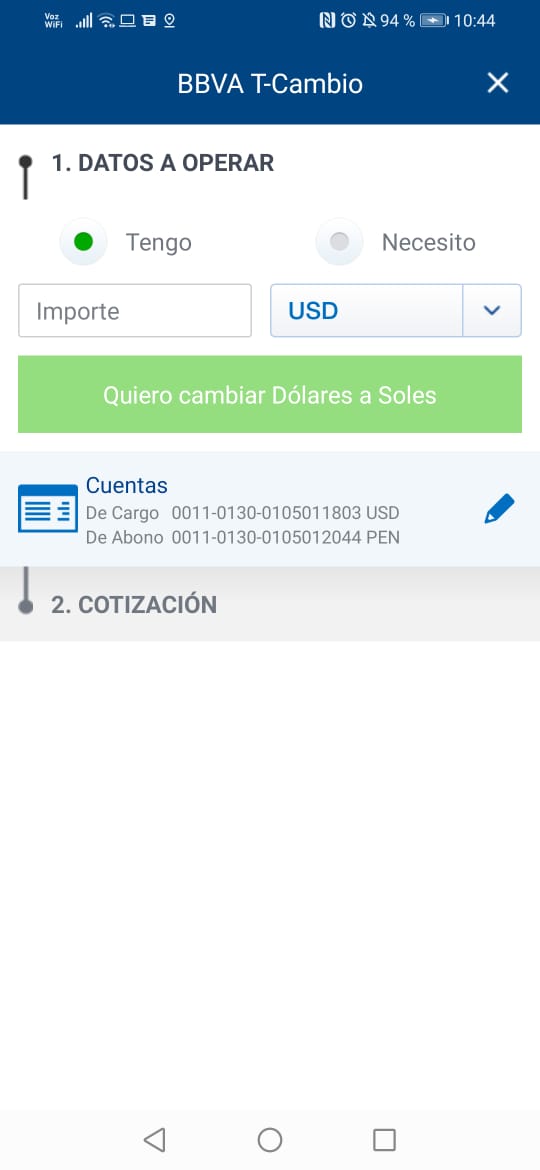 Voz
WiFi
94 %
10:44
BBVA T-Cambio
1. DATOS A OPERAR
Tengo
Necesito
Importe
USD
Quiero cambiar Dólares a Soles
Cuentas
De Cargo 0011-0130-0105011803 USD
De Abono 0011-0130-0105012044 PEN
2. COTIZACIÓN